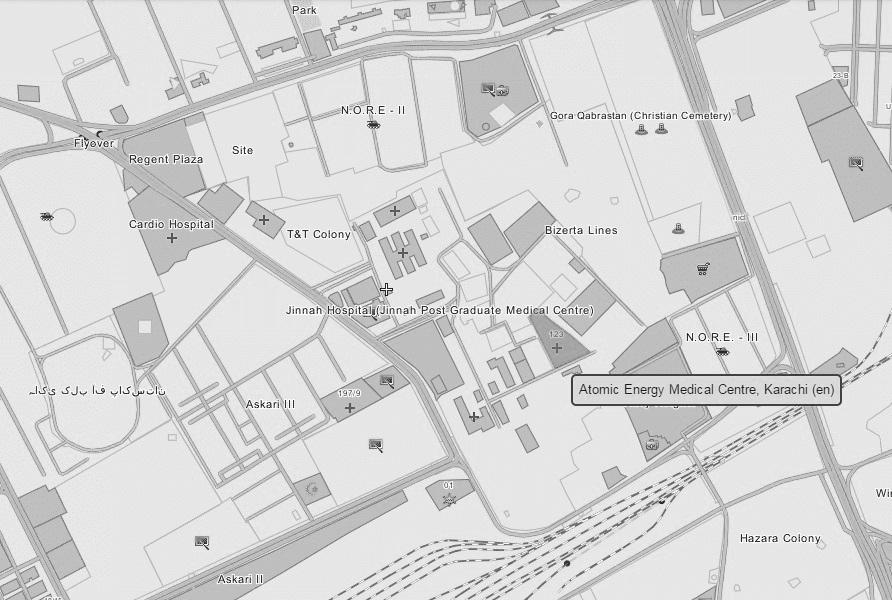 Park
23-B
N.O.R.E - II
Gora Qabrastan (Christian Cemetery)
Flyover
Site
Regent Plaza
nid
Cardio Hospital
T&T Colony
Bizerta Lines
Jinnah Hospital (Jinnah Post Graduate Medical Centre)
123
N.O.R.E. - III
Atomic Energy Medical Centre, Karachi (en)
197/9
Askari III
01
Hazara Colony
Askari II